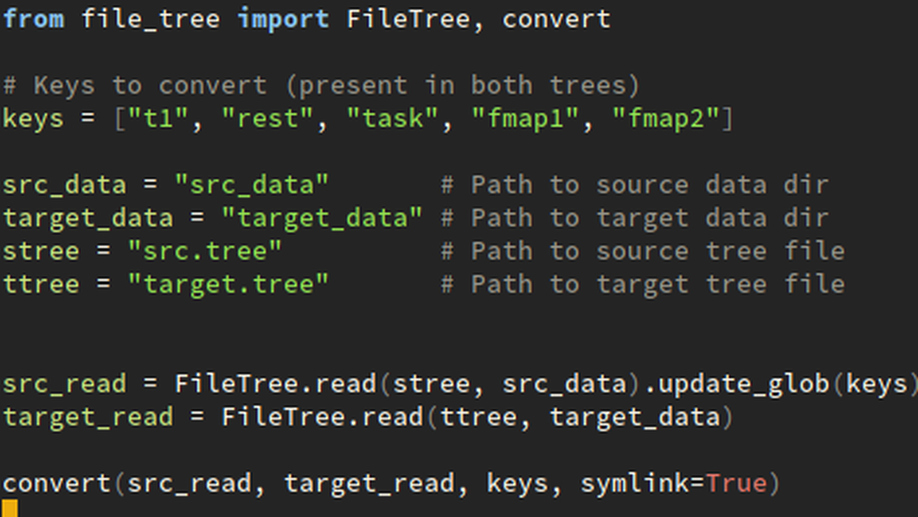 from file_tree import FileTree, convert
# Keys to convert (present in both trees)
keys = ["t1", "rest", "task", "fmap1", "fmap2"]
src_data = "src_data"       # Path to source data dir
target_data = "target_data" # Path to target data dir
stree = "src.tree"          # Path to source tree file
ttree = "target.tree"       # Path to target tree file
src_read = FileTree.read(stree, src_data).update_glob(keys)
target_read = FileTree.read(ttree, target_data)
convert(src_read, target_read, keys, symlink=True)